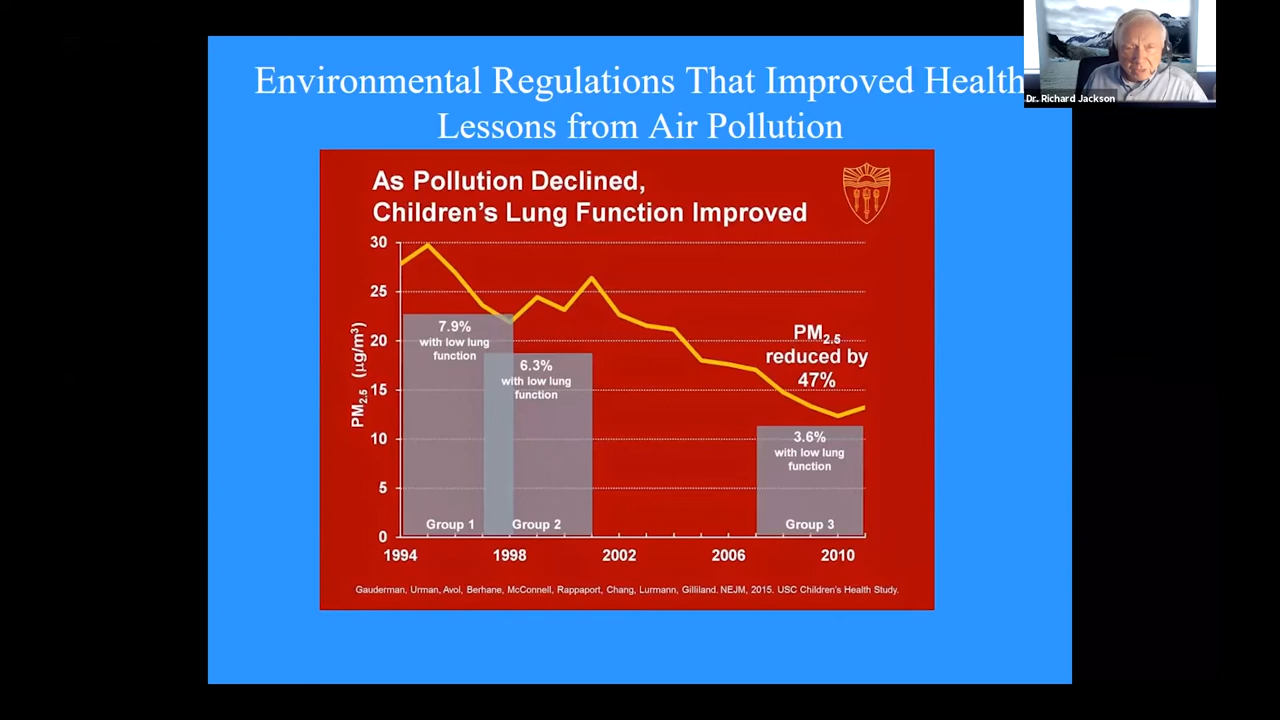 Environmental Regulations That Improved Health
Lessons from Air Pollution
Dr. Richard Jackson
As Pollution Declined,
Children's Lung Function Improved
30
25
20
15
10
5
0
PM2.5 (μg/m³)
7.9%
with low lung
function
Group 1
6.3%
with low lung
function
Group 2
PM2.5
reduced by
47%
3.6%
with low lung
function
Group 3
1994 1998 2002 2006 2010
Gauderman, Urman, Avol, Berhane, McConnell, Rappaport, Chang, Lurmann, Gilliland. NEJM, 2015. USC Children's Health Study.